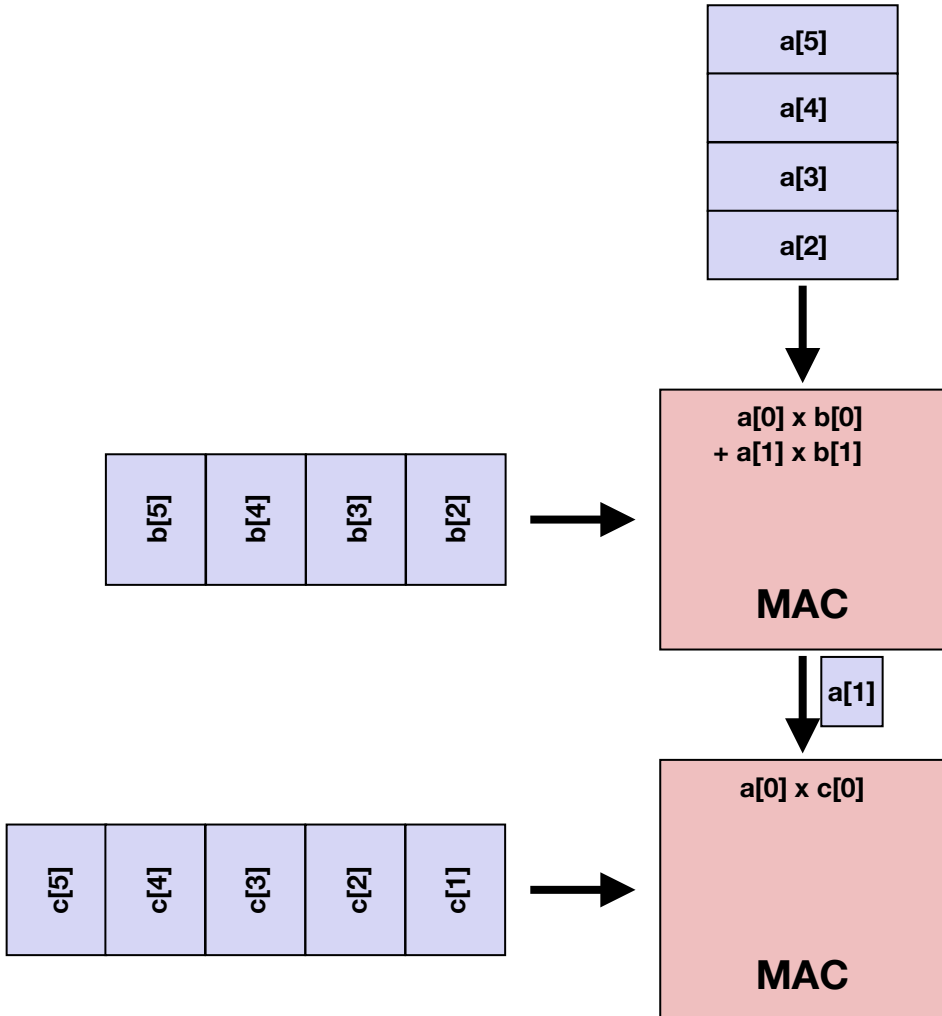 a[5]
a[4]
a[3]
a[2]
a[0] x b[0]
+ a[1] x b[1]
MAC
b[5] b[4] b[3] b[2]
a[1]
a[0] x c[0]
MAC
c[5] c[4] c[3] c[2] c[1]